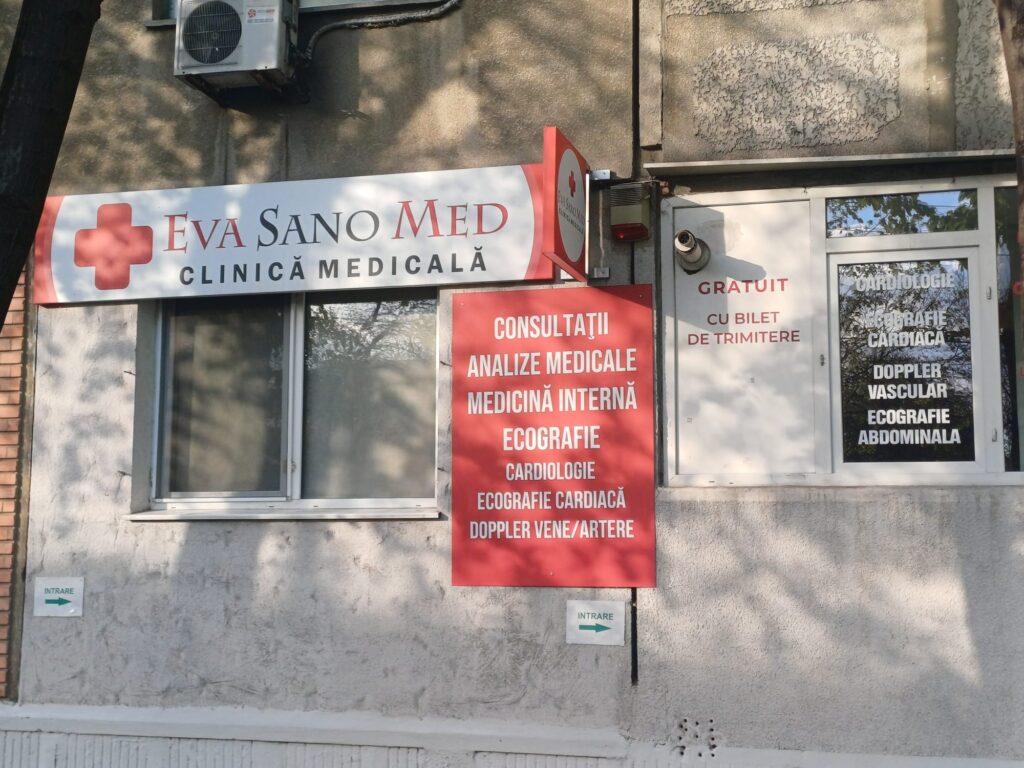 EVA SANO MED
CLINICĂ MEDICALĂ
CONSULTAŢII
ANALIZE MEDICALE
MEDICINĂ INTERNĂ
ECOGRAFIE
CARDIOLOGIE
ECOGRAFIE CARDIACĂ
DOPPLER VENE/ARTERE
GRATUIT
CU BILET
DE TRIMITERE
CARDIOLOGIE
ECOGRAFIE
CARDIACĂ
DOPPLER
VASCULAR
ECOGRAFIE
ABDOMINALA
INTRARE
INTRARE